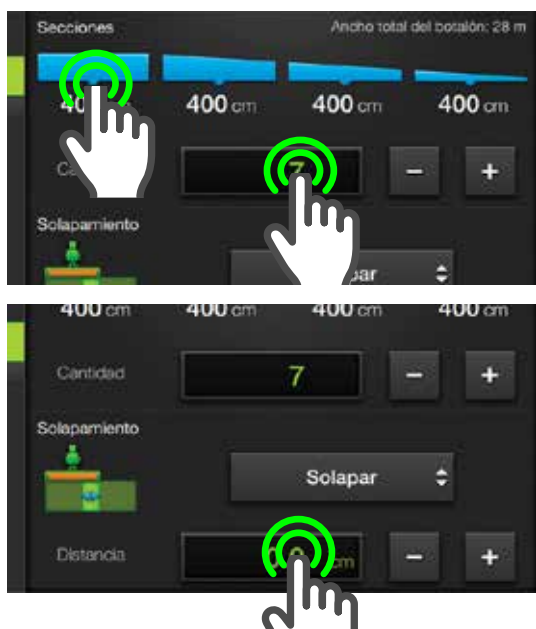 Secciones Ancho total del botalón: 28 m
400 cm 400 cm 400 cm
7 - +
Solapamiento
400 cm 400 cm 400 cm 400 cm
Cantidad 7 - +
Solapamiento
Solapar
Distancia cm - +